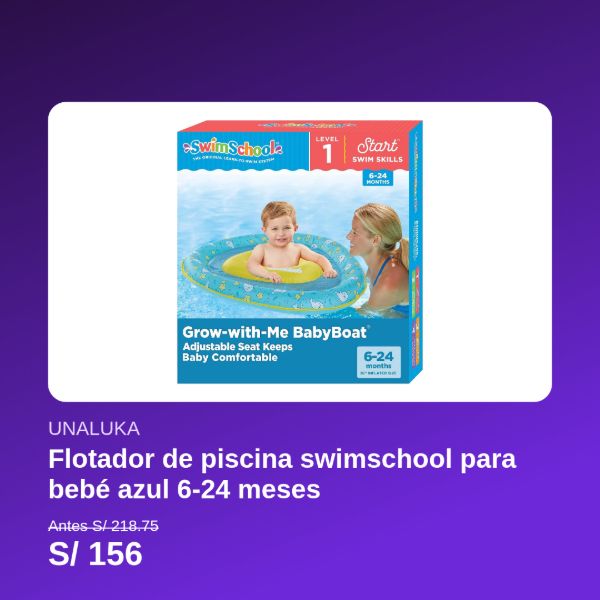 SwimSchool
THE ORIGINAL LEARN-TO-SWIM SYSTEM
LEVEL
1
Start
SWIM SKILLS
6-24
MONTHS
Grow-with-Me BabyBoat
Adjustable Seat Keeps
Baby Comfortable
6-24
months
UNALUKA
Flotador de piscina swimschool para
bebé azul 6-24 meses
Antes S/ 218.75
S/ 156